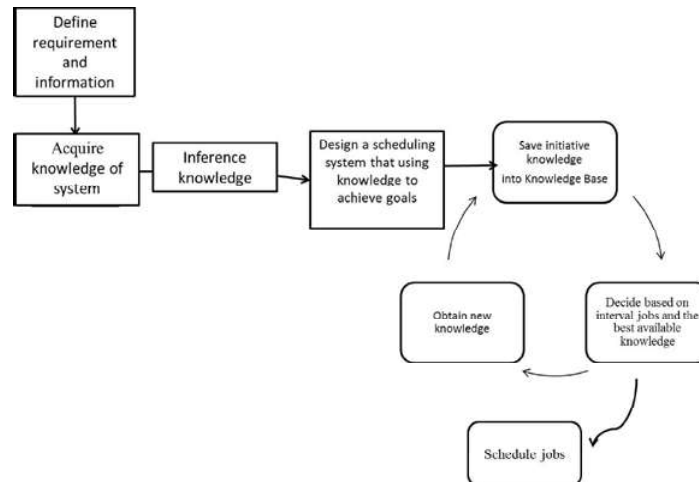 Define
requirement
and
information
Acquire
knowledge of
system
Inference
knowledge
Design a scheduling
system that using
knowledge to
achieve goals
Save initiative
knowledge
into Knowledge Base
Decide based on
interval jobs and the
best available
knowledge
Obtain new
knowledge
Schedule jobs